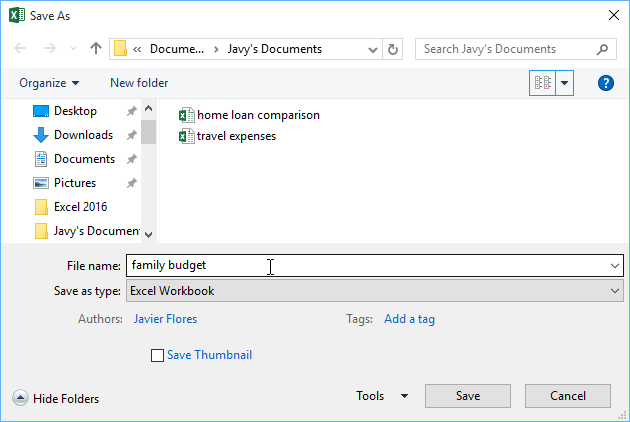 Save As
« Docume... › Javy's Documents
Search Javy's Documents
Organize
New folder
?
Desktop
Downloads
Documents
Pictures
Excel 2016
Javy's Documen
home loan comparison
travel expenses
File name: family budget
Save as type: Excel Workbook
Authors: Javier Flores
Tags: Add a tag
Save Thumbnail
Hide Folders
Tools
Save
Cancel